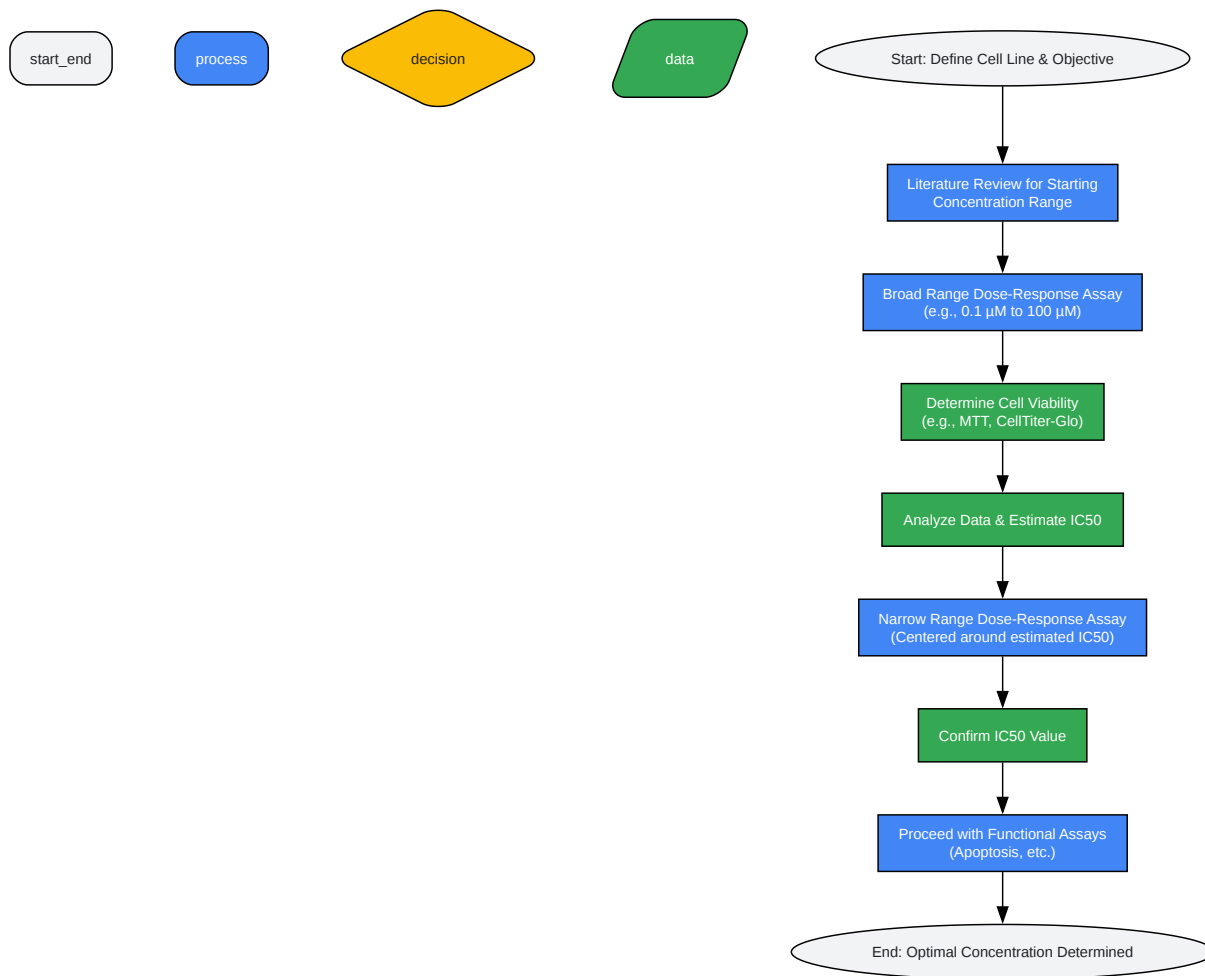 start_end
process
decision
data
Start: Define Cell Line & Objective
Literature Review for Starting
Concentration Range
Broad Range Dose-Response Assay
(e.g., 0.1 µM to 100 µM)
Determine Cell Viability
(e.g., MTT, CellTiter-Glo)
Analyze Data & Estimate IC50
Narrow Range Dose-Response Assay
(Centered around estimated IC50)
Confirm IC50 Value
Proceed with Functional Assays
(Apoptosis, etc.)
End: Optimal Concentration Determined